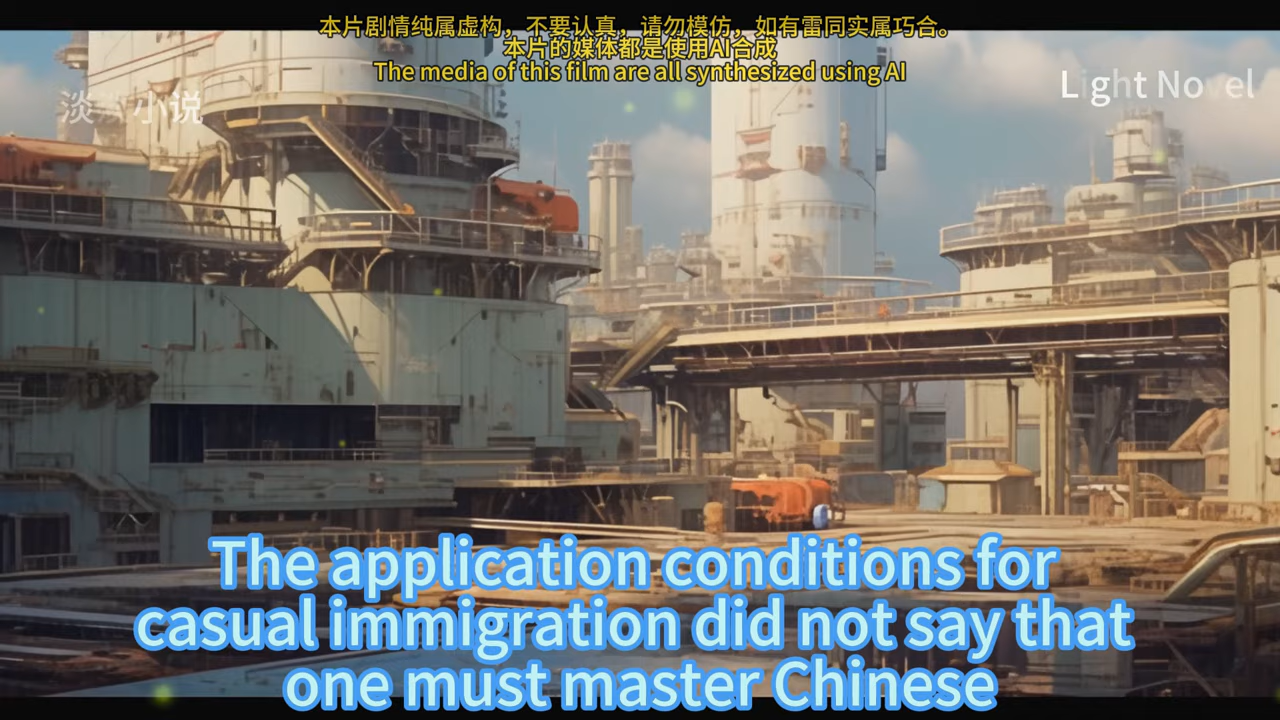 本片剧情纯属虚构，不要认真，请勿模仿，如有雷同实属巧合。
本片的媒体都是使用AI合成
The media of this film are all synthesized using AI
Light Novel
小说
The application conditions for
casual immigration did not say that
one must master Chinese